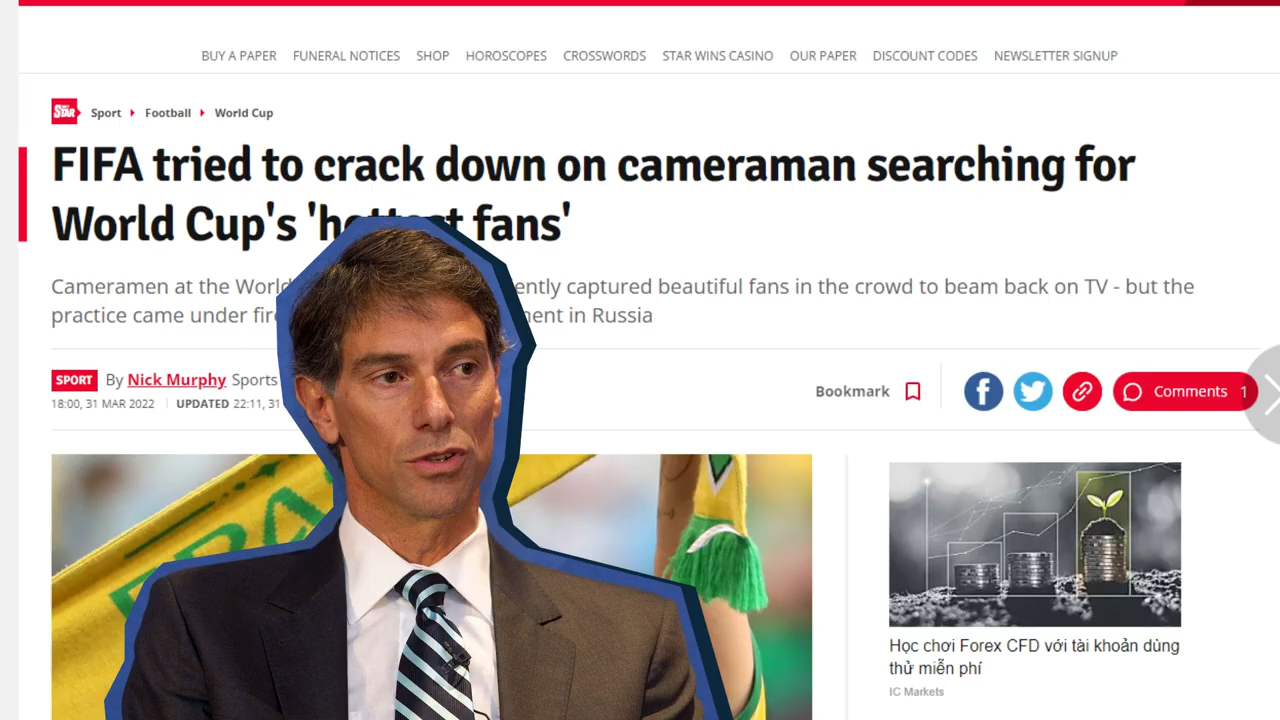 BUY A PAPER FUNERAL NOTICES SHOP HOROSCOPES CROSSWORDS STAR WINS CASINO OUR PAPER DISCOUNT CODES NEWSLETTER SIGNUP
STAR Sport Football World Cup
FIFA tried to crack down on cameraman searching for
World Cup's 'hottest fans'
Cameramen at the World ently captured beautiful fans in the crowd to beam back on TV - but the
practice came under fire ent in Russia
SPORT By Nick Murphy Sports
18:00, 31 MAR 2022 UPDATED 22:11, 31
Bookmark
Comments 1
Học chơi Forex CFD với tài khoản dùng
thử miễn phí
IC Markets